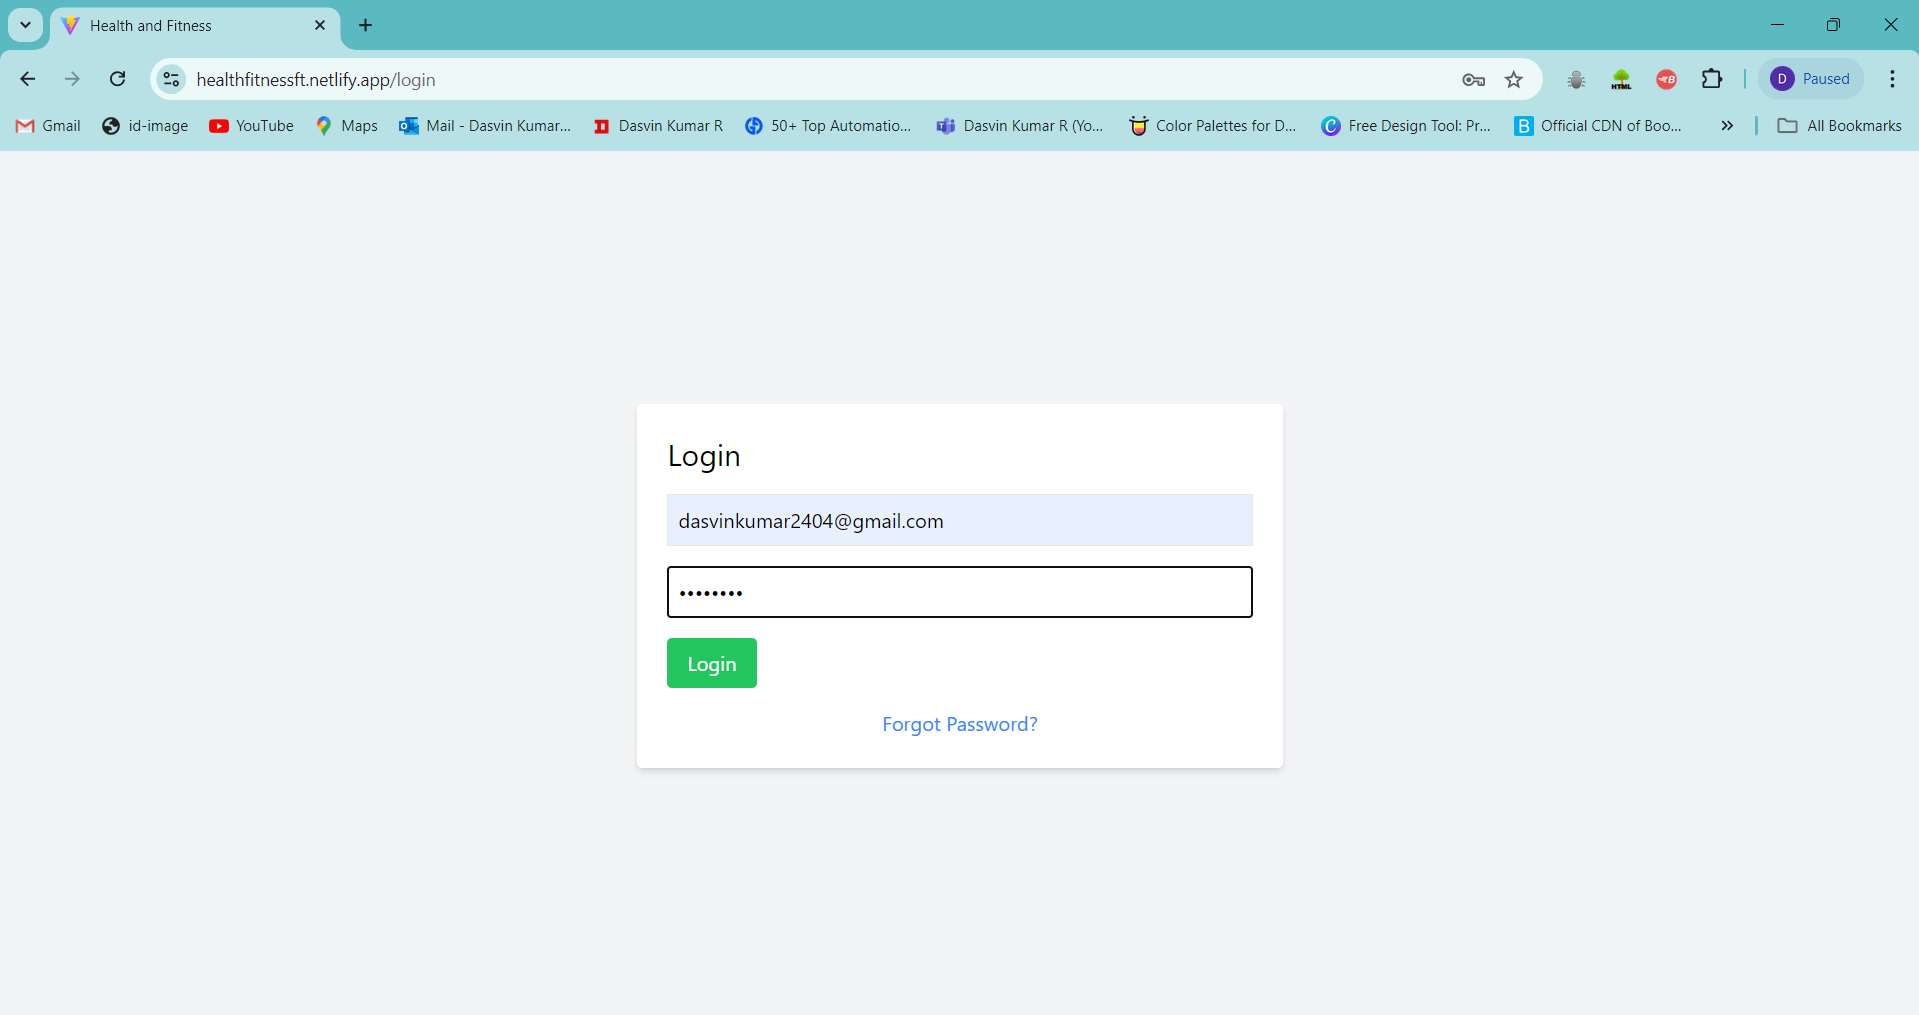 Health and Fitness
healthfitnessft.netlify.app/login
D Paused
Gmail id-image YouTube Maps Mail - Dasvin Kumar... Dasvin Kumar R 50+ Top Automatio... Dasvin Kumar R (Yo... Color Palettes for D... Free Design Tool: Pr... Official CDN of Boo... All Bookmarks
Login
dasvinkumar2404@gmail.com
••••••••
Login
Forgot Password?